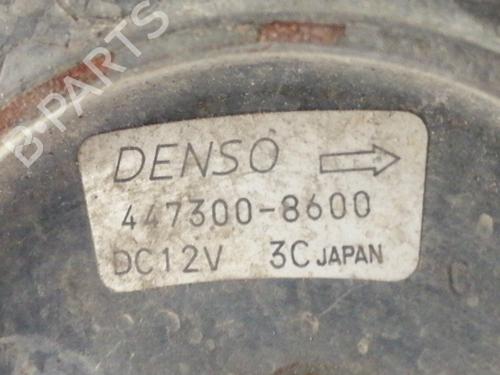 B-PARTS
DENSO
447300-8600
DC12V 3C JAPAN